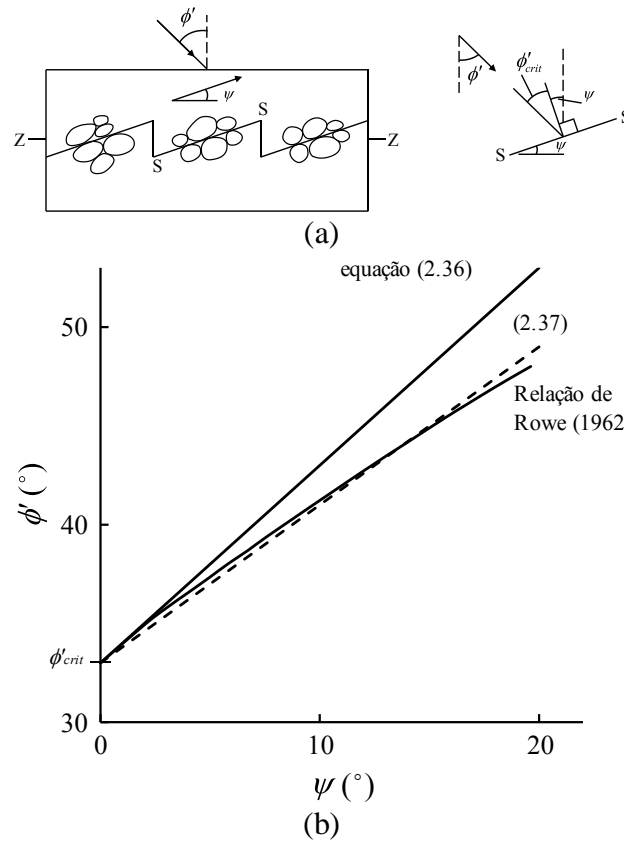 ϕ′
ψ
S
Z
S
Z
(a)
ϕ′
ϕ′crit
ψ
S
ψ
S
equação (2.36)
50
(2.37)
Relação de
Rowe (1962
ϕ′ (°)
40
ϕ′crit
30
0
10
20
ψ (°)
(b)